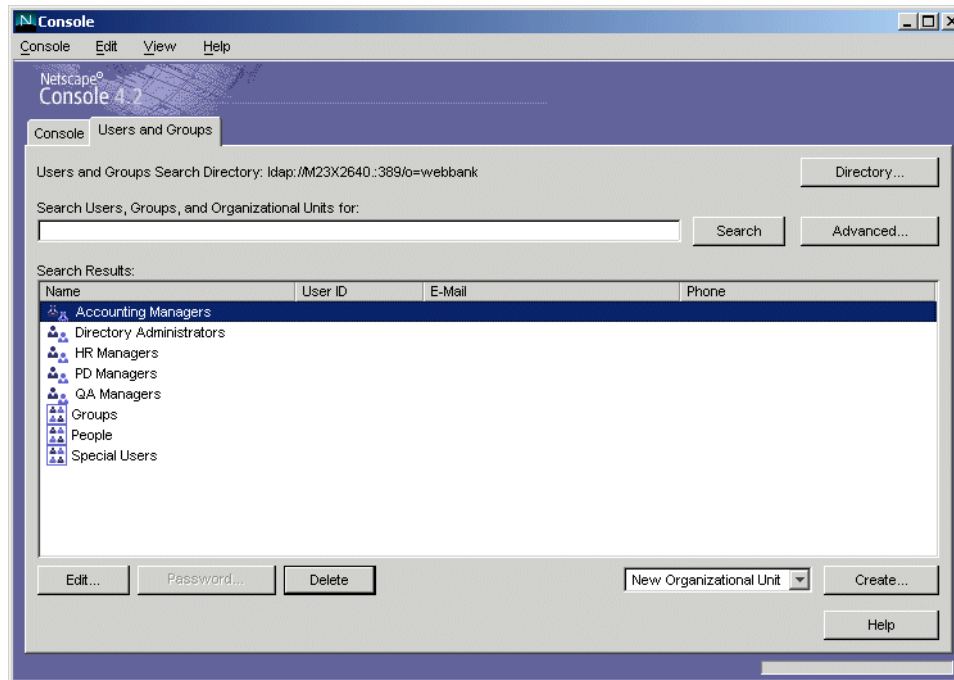 N Console
Console Edit View Help
Netscape®
Console 4.2
Console Users and Groups
Users and Groups Search Directory: ldap://M23X2640.:389/o=webbank Directory...
Search Users, Groups, and Organizational Units for:
Search Advanced...
Search Results:
Name User ID E-Mail Phone
Accounting Managers
Directory Administrators
HR Managers
PD Managers
QA Managers
Groups
People
Special Users
Edit... Password... Delete New Organizational Unit Create...
Help